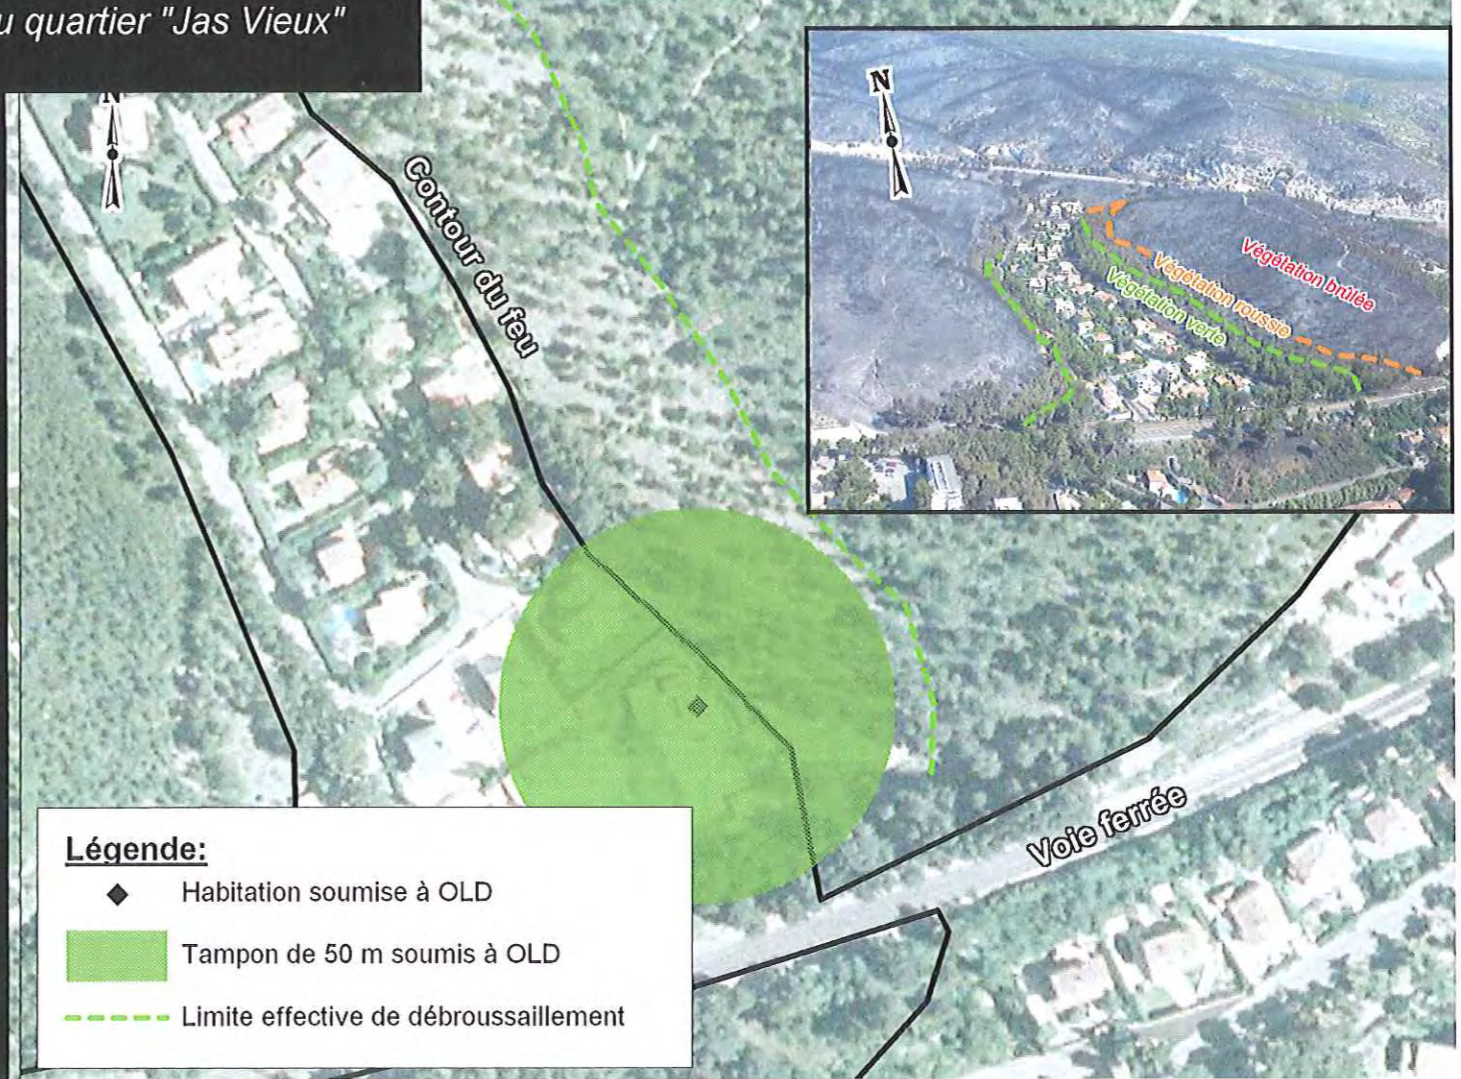 u quartier "Jas Vieux"
N
Contour du feu
N
Végétation brûlée
Végétation roussie
Végétation verte
Voie ferrée
Légende:
Habitation soumise à OLD
Tampon de 50 m soumis à OLD
Limite effective de débroussaillement